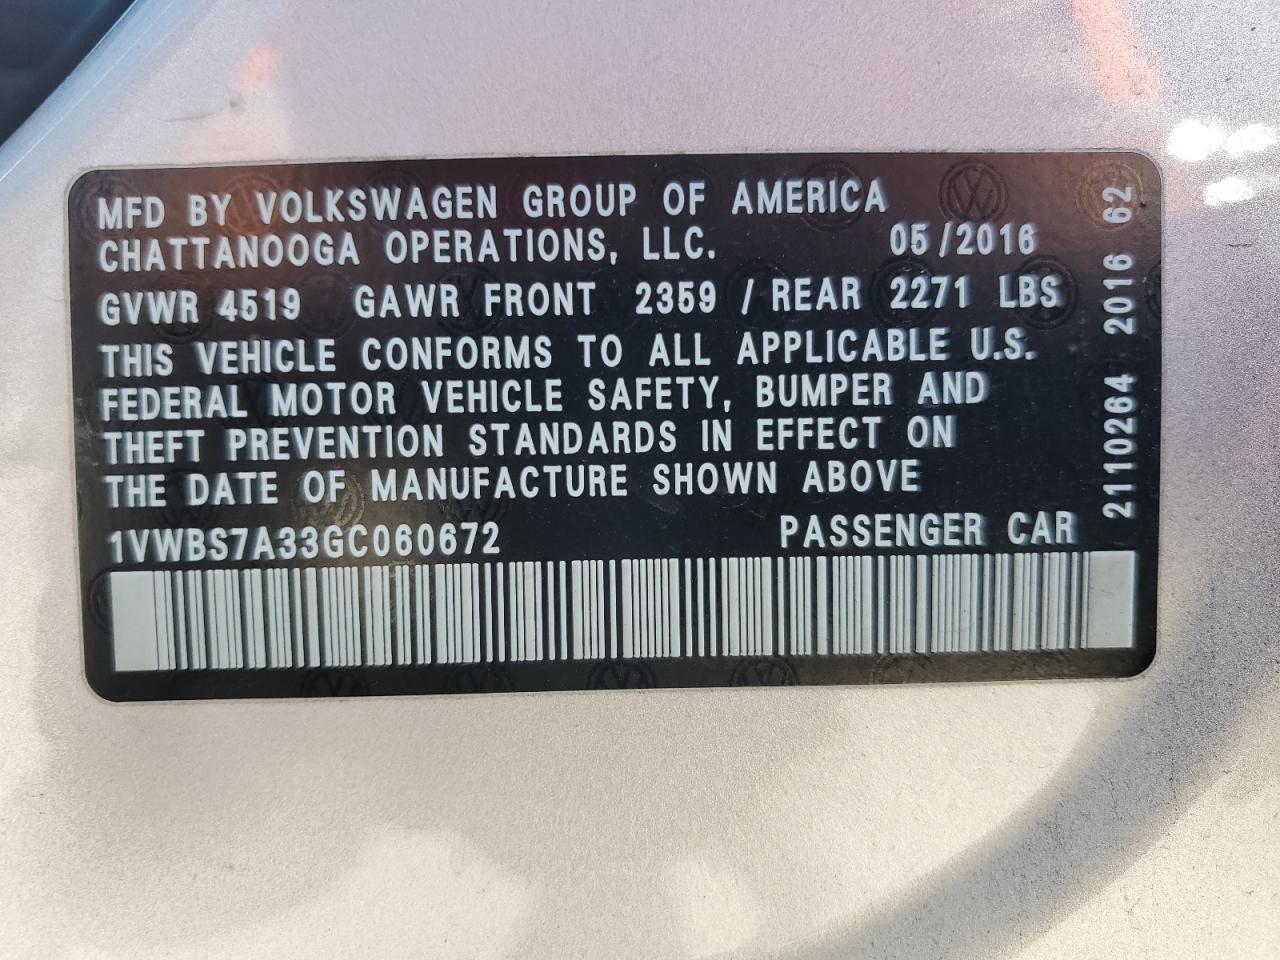 MFD BY VOLKSWAGEN GROUP OF AMERICA
CHATTANOOGA OPERATIONS, LLC. 05/2016
GVWR 4519 GAWR FRONT 2359 / REAR 2271 LBS
THIS VEHICLE CONFORMS TO ALL APPLICABLE U.S.
FEDERAL MOTOR VEHICLE SAFETY, BUMPER AND
THEFT PREVENTION STANDARDS IN EFFECT ON
THE DATE OF MANUFACTURE SHOWN ABOVE
1VWBS7A33GC060672 PASSENGER CAR
2110264 2016 62